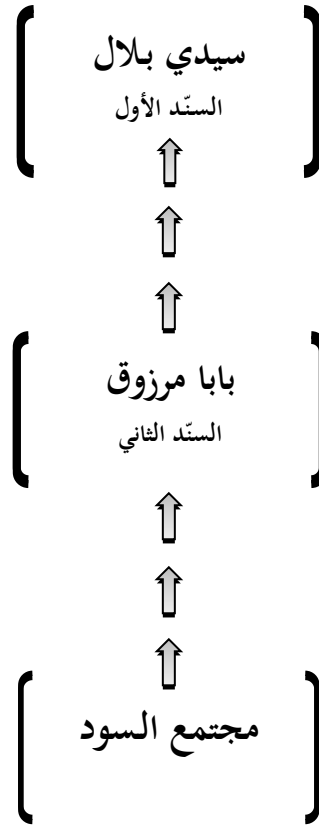 سيدي بلال
السنّد الأول
بابا مرزوق
السنّد الثاني
مجتمع السود